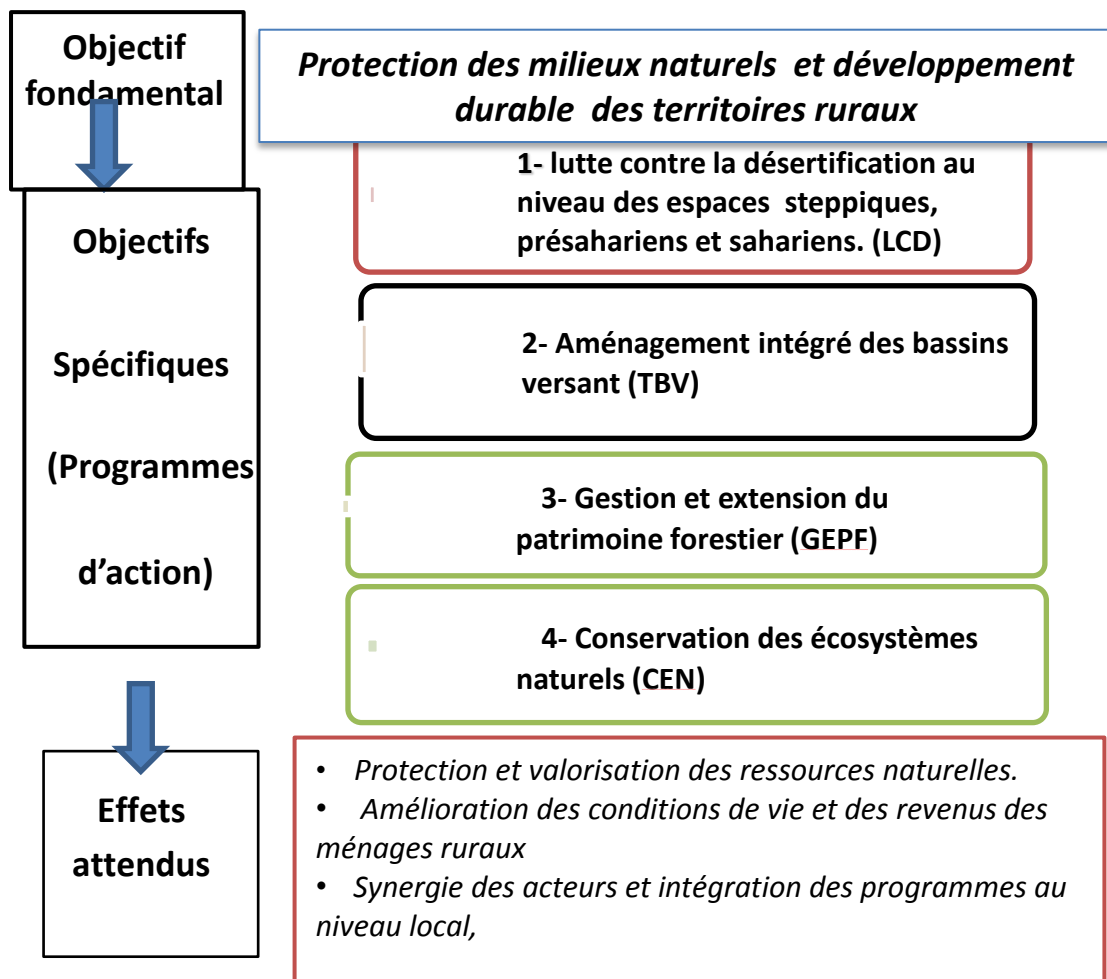 Objectif
fondamental
Protection des milieux naturels et développement
durable des territoires ruraux
Objectifs
Spécifiques
(Programmes
d’action)
1- lutte contre la désertification au
niveau des espaces steppiques,
présahariens et sahariens. (LCD)
2- Aménagement intégré des bassins
versant (TBV)
3- Gestion et extension du
patrimoine forestier (GEPF)
4- Conservation des écosystèmes
naturels (CEN)
Effets
attendus
• Protection et valorisation des ressources naturelles.
• Amélioration des conditions de vie et des revenus des
ménages ruraux
• Synergie des acteurs et intégration des programmes au
niveau local,